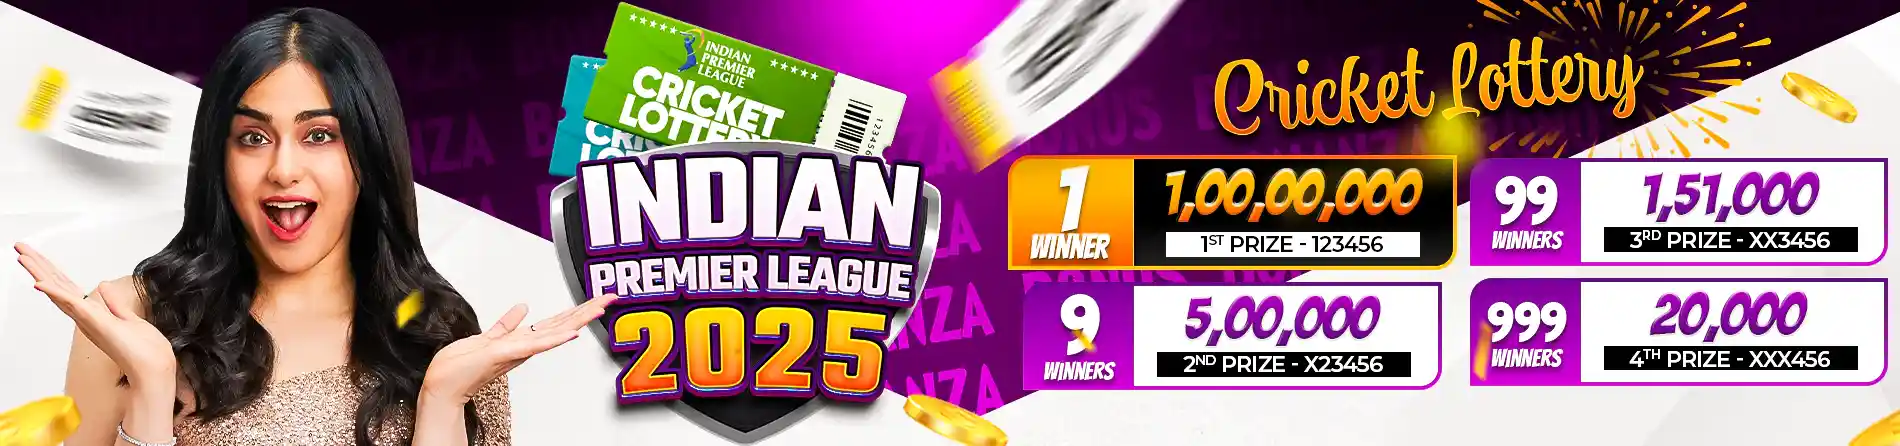 INDIAN
PREMIER
LEAGUE
CRICKET
LOTTERY
123456
INDIAN
PREMIER LEAGUE
2025
Cricket Lottery
1
WINNER
1,00,00,000
1ST PRIZE - 123456
99
WINNERS
1,51,000
3RD PRIZE - XX3456
9
WINNERS
5,00,000
2ND PRIZE - X23456
999
WINNERS
20,000
4TH PRIZE - XXX456